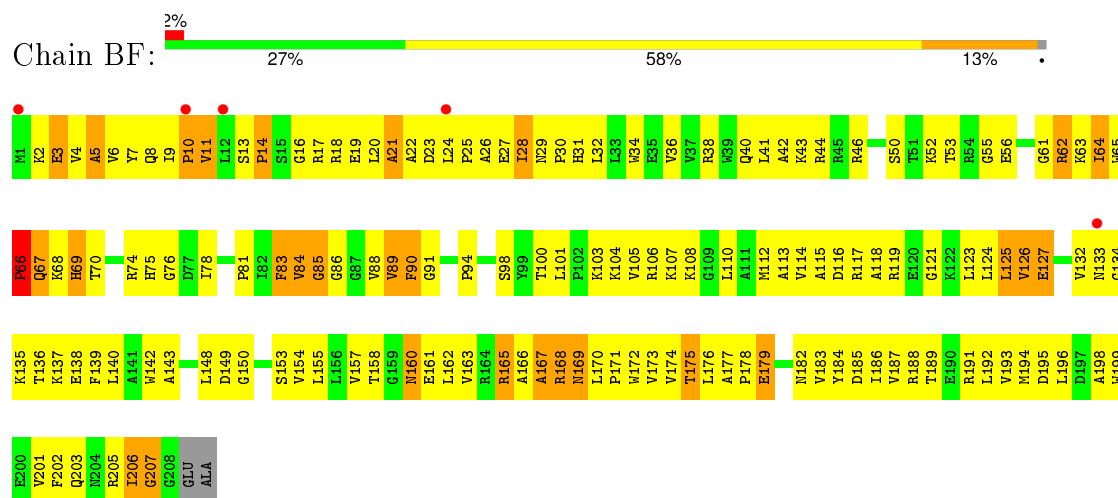 Chain BF:
2%
27% 58% 13% •
M1 K2 E3 V4 A5 V6 Y7 Q8 I9 P10 V11 L12 S13 P14 S15 G16 R17 R18 E19 L20 A21 A22 D23 L24 P25 A26 E27 I28 N29 P30 H31 L32 L33 W34 E35 V36 V37 R38 W39 Q40 L41 A42 K43 R44 R45 R46 S50 T51 K52 T53 R54 G55 E56 G61 R62 K63 I64 W65
P66 Q67 K68 H69 T70 R74 H75 G76 D77 I78 P81 I82 F83 V84 G85 G86 G87 V88 V89 F90 G91 P94 S98 Y99 T100 L101 P102 K103 K104 V105 R106 K107 K108 G109 L110 A111 M112 A113 V114 A115 D116 R117 A118 R119 E120 G121 K122 L123 L124 L125 V126 E127 V132 N133 G134
K135 T136 K137 E138 F139 L140 A141 W142 A143 L148 D149 G150 S153 V154 L155 L156 V157 T158 G159 N160 E161 L162 V163 R164 R165 A166 A167 R168 N169 L170 P171 W172 V173 V174 T175 L176 A177 P178 E179 N182 V183 Y184 D185 I186 V187 R188 T189 E190 R191 L192 V193 M194 D195 L196 D197 A198 W199
E200 V201 F202 Q203 N204 R205 I206 G207 G208 GLU ALA